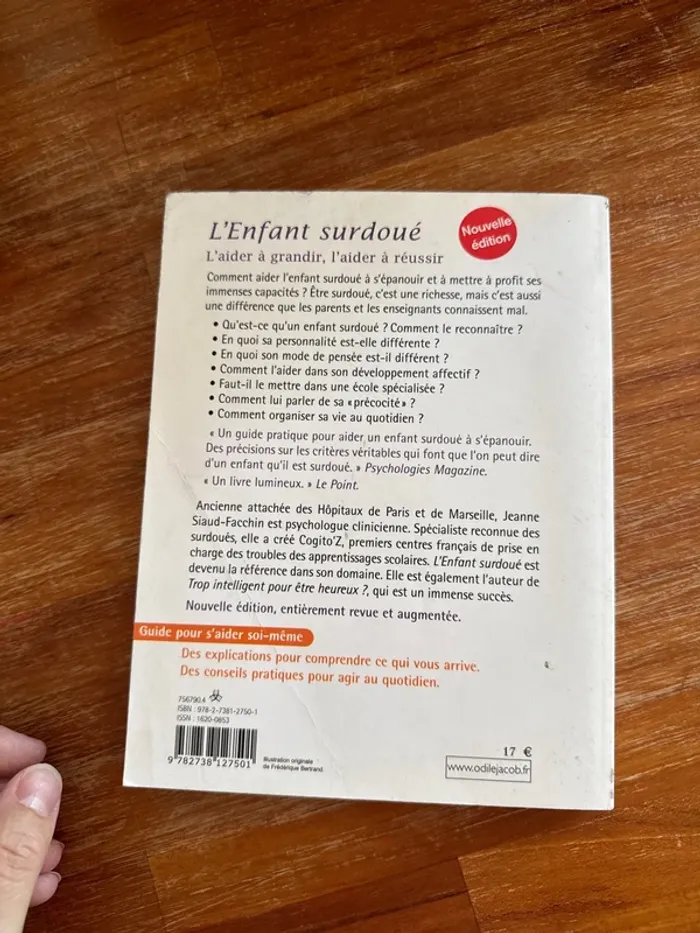 L'Enfant surdoué
Nouvelle
édition
L'aider à grandir, l'aider à réussir
Comment aider l'enfant surdoué à s'épanouir et à mettre à profit ses
immenses capacités ? Être surdoué, c'est une richesse, mais c'est aussi
une différence que les parents et les enseignants connaissent mal.
• Qu'est-ce qu'un enfant surdoué ? Comment le reconnaître ?
• En quoi sa personnalité est-elle différente ?
• En quoi son mode de pensée est-il différent ?
• Comment l'aider dans son développement affectif ?
• Faut-il le mettre dans une école spécialisée ?
• Comment lui parler de sa « précocité » ?
• Comment organiser sa vie au quotidien ?
« Un guide pratique pour aider un enfant surdoué à s'épanouir.
Des précisions sur les critères véritables qui font que l'on peut dire
d'un enfant qu'il est surdoué. » Psychologies Magazine.
« Un livre lumineux. » Le Point.
Ancienne attachée des Hôpitaux de Paris et de Marseille, Jeanne
Siaud-Facchin est psychologue clinicienne. Spécialiste reconnue des
surdoués, elle a créé Cogito'Z, premiers centres français de prise en
charge des troubles des apprentissages scolaires. L'Enfant surdoué est
devenu la référence dans son domaine. Elle est également l'auteur de
Trop intelligent pour être heureux ?, qui est un immense succès.
Nouvelle édition, entièrement revue et augmentée.
Guide pour s'aider soi-même
Des explications pour comprendre ce qui vous arrive.
Des conseils pratiques pour agir au quotidien.
756790.4
ISBN : 978-2-7381-2750-1
ISSN : 1620-0853
9 782738 127501
Illustration originale
de Frédérique Bertrand.
17 €
www.odilejacob.fr